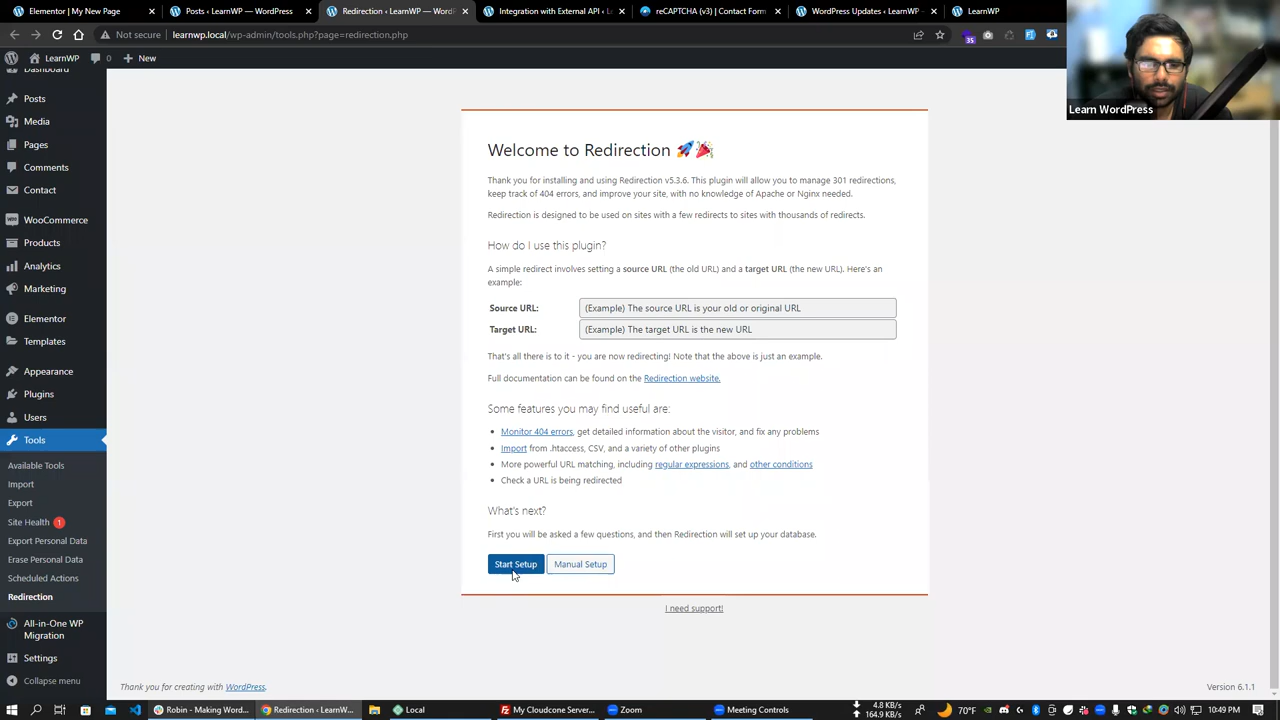 Elementor: My New Page
Posts ‹ LearnWP — WordPress
Redirection ‹ LearnWP — WordP
Integration with External API ‹ L
reCAPTCHA (v3) | Contact Form
WordPress Updates ‹ LearnWP —
LearnWP
Not secure
learnwp.local/wp-admin/tools.php?page=redirection.php
35
LearnWP
0
New
Learn WordPress
Dashboard
Posts
Media
Pages
Comments
Contact
WooCommerce
Products
Analytics
Marketing
Elementor
Templates
Appearance
Plugins
Users
Tools
Available Tools
Import
Export
Site Health 1
Export Personal Data
Erase Personal Data
Scheduled Actions
Redirection
All-in-One WP
Migration
Settings
Collapse menu
Welcome to Redirection 🚀🎉
Thank you for installing and using Redirection v5.3.6. This plugin will allow you to manage 301 redirections,
keep track of 404 errors, and improve your site, with no knowledge of Apache or Nginx needed.
Redirection is designed to be used on sites with a few redirects to sites with thousands of redirects.
How do I use this plugin?
A simple redirect involves setting a source URL (the old URL) and a target URL (the new URL). Here's an
example:
Source URL:
(Example) The source URL is your old or original URL
Target URL:
(Example) The target URL is the new URL
That's all there is to it - you are now redirecting! Note that the above is just an example.
Full documentation can be found on the Redirection website.
Some features you may find useful are:
• Monitor 404 errors, get detailed information about the visitor, and fix any problems
• Import from .htaccess, CSV, and a variety of other plugins
• More powerful URL matching, including regular expressions, and other conditions
• Check a URL is being redirected
What's next?
First you will be asked a few questions, and then Redirection will set up your database.
Start Setup
Manual Setup
I need support!
Thank you for creating with WordPress.
Version 6.1.1
Robin - Making Word...
Redirection ‹ LearnW...
Local
My Cloudcone Server...
Zoom
Meeting Controls
4.8 KB/s
164.9 KB/s
70°F
10:49 PM